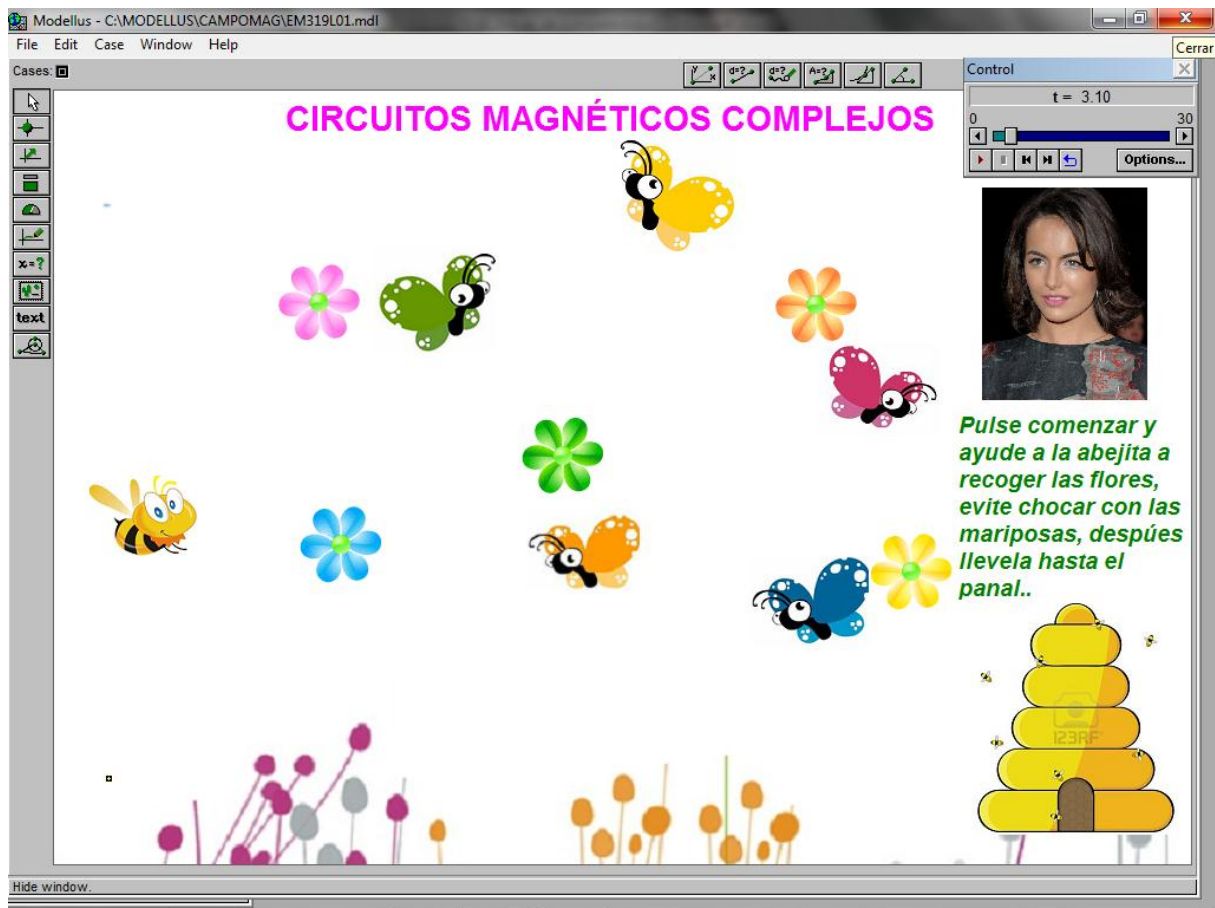 Modellus - C:\MODELLUS\CAMPOMAG\EM319L01.mdl
File Edit Case Window Help
Cerrar
Cases:
Control
t = 3.10
0 30
Options...
CIRCUITOS MAGNÉTICOS COMPLEJOS
x=?
text
Pulse comenzar y
ayude a la abejita a
recoger las flores,
evite chocar con las
mariposas, despúes
llevela hasta el
panal..
123RF
Hide window.